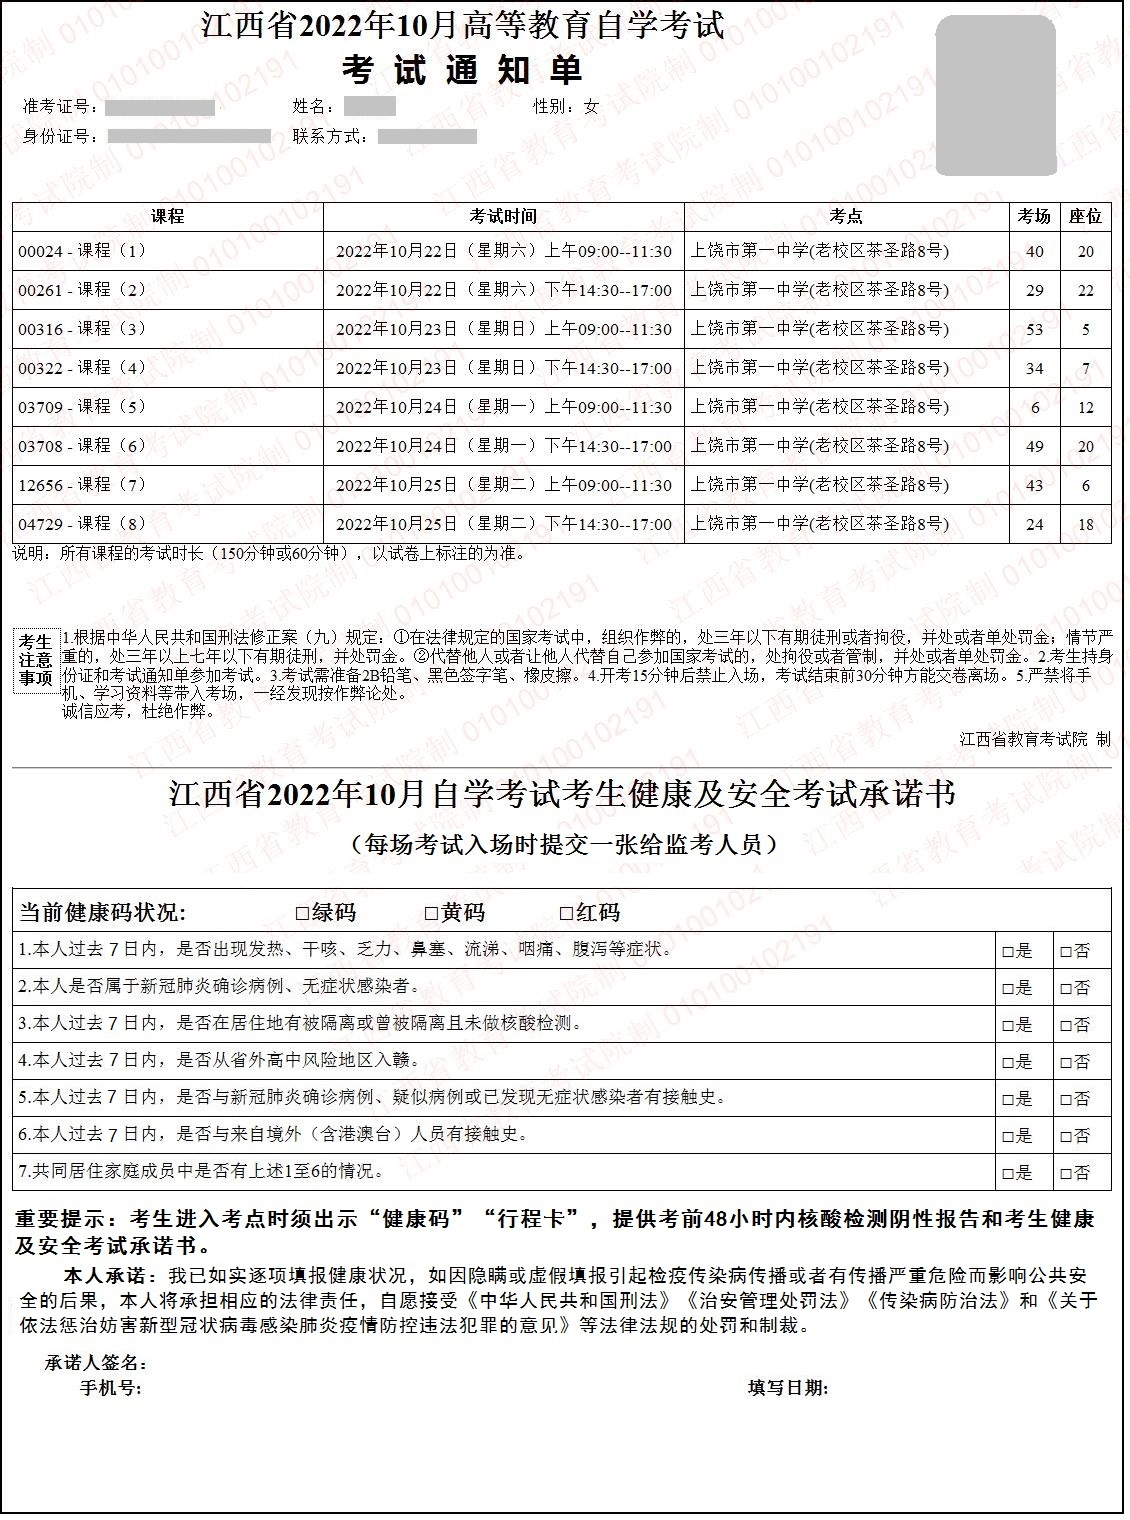 江西省2022年10月高等教育自学考试
考 试 通 知 单
准考证号： 姓名： 性别：女
身份证号： 联系方式：
课程 考试时间 考点 考场 座位
00024 - 课程（1） 2022年10月22日（星期六）上午09:00--11:30 上饶市第一中学(老校区茶圣路8号) 40 20
00261 - 课程（2） 2022年10月22日（星期六）下午14:30--17:00 上饶市第一中学(老校区茶圣路8号) 29 22
00316 - 课程（3） 2022年10月23日（星期日）上午09:00--11:30 上饶市第一中学(老校区茶圣路8号) 53 5
00322 - 课程（4） 2022年10月23日（星期日）下午14:30--17:00 上饶市第一中学(老校区茶圣路8号) 34 7
03709 - 课程（5） 2022年10月24日（星期一）上午09:00--11:30 上饶市第一中学(老校区茶圣路8号) 6 12
03708 - 课程（6） 2022年10月24日（星期一）下午14:30--17:00 上饶市第一中学(老校区茶圣路8号) 49 20
12656 - 课程（7） 2022年10月25日（星期二）上午09:00--11:30 上饶市第一中学(老校区茶圣路8号) 43 6
04729 - 课程（8） 2022年10月25日（星期二）下午14:30--17:00 上饶市第一中学(老校区茶圣路8号) 24 18
说明：所有课程的考试时长（150分钟或60分钟），以试卷上标注的为准。
考生注意事项
1.根据中华人民共和国刑法修正案（九）规定：①在法律规定的国家考试中，组织作弊的，处三年以下有期徒刑或者拘役，并处或者单处罚金；情节严
重的，处三年以上七年以下有期徒刑，并处罚金。②代替他人或者让他人代替自己参加国家考试的，处拘役或者管制，并处或者单处罚金。2.考生持身
份证和考试通知单参加考试。3.考试需准备2B铅笔、黑色签字笔、橡皮擦。4.开考15分钟后禁止入场，考试结束前30分钟方能交卷离场。5.严禁将手
机、学习资料等带入考场，一经发现按作弊论处。
诚信应考，杜绝作弊。
江西省教育考试院 制
江西省2022年10月自学考试考生健康及安全考试承诺书
（每场考试入场时提交一张给监考人员）
当前健康码状况: □绿码 □黄码 □红码
1.本人过去７日内，是否出现发热、干咳、乏力、鼻塞、流涕、咽痛、腹泻等症状。 □是 □否
2.本人是否属于新冠肺炎确诊病例、无症状感染者。 □是 □否
3.本人过去７日内，是否在居住地有被隔离或曾被隔离且未做核酸检测。 □是 □否
4.本人过去７日内，是否从省外高中风险地区入赣。 □是 □否
5.本人过去７日内，是否与新冠肺炎确诊病例、疑似病例或已发现无症状感染者有接触史。 □是 □否
6.本人过去７日内，是否与来自境外（含港澳台）人员有接触史。 □是 □否
7.共同居住家庭成员中是否有上述1至6的情况。 □是 □否
重要提示：考生进入考点时须出示“健康码”“行程卡”，提供考前48小时内核酸检测阴性报告和考生健康
及安全考试承诺书。
本人承诺：我已如实逐项填报健康状况，如因隐瞒或虚假填报引起检疫传染病传播或者有传播严重危险而影响公共安
全的后果，本人将承担相应的法律责任，自愿接受《中华人民共和国刑法》《治安管理处罚法》《传染病防治法》和《关于
依法惩治妨害新型冠状病毒感染肺炎疫情防控违法犯罪的意见》等法律法规的处罚和制裁。
承诺人签名：
手机号: 填写日期:
江西省教育考试院制 010100102191